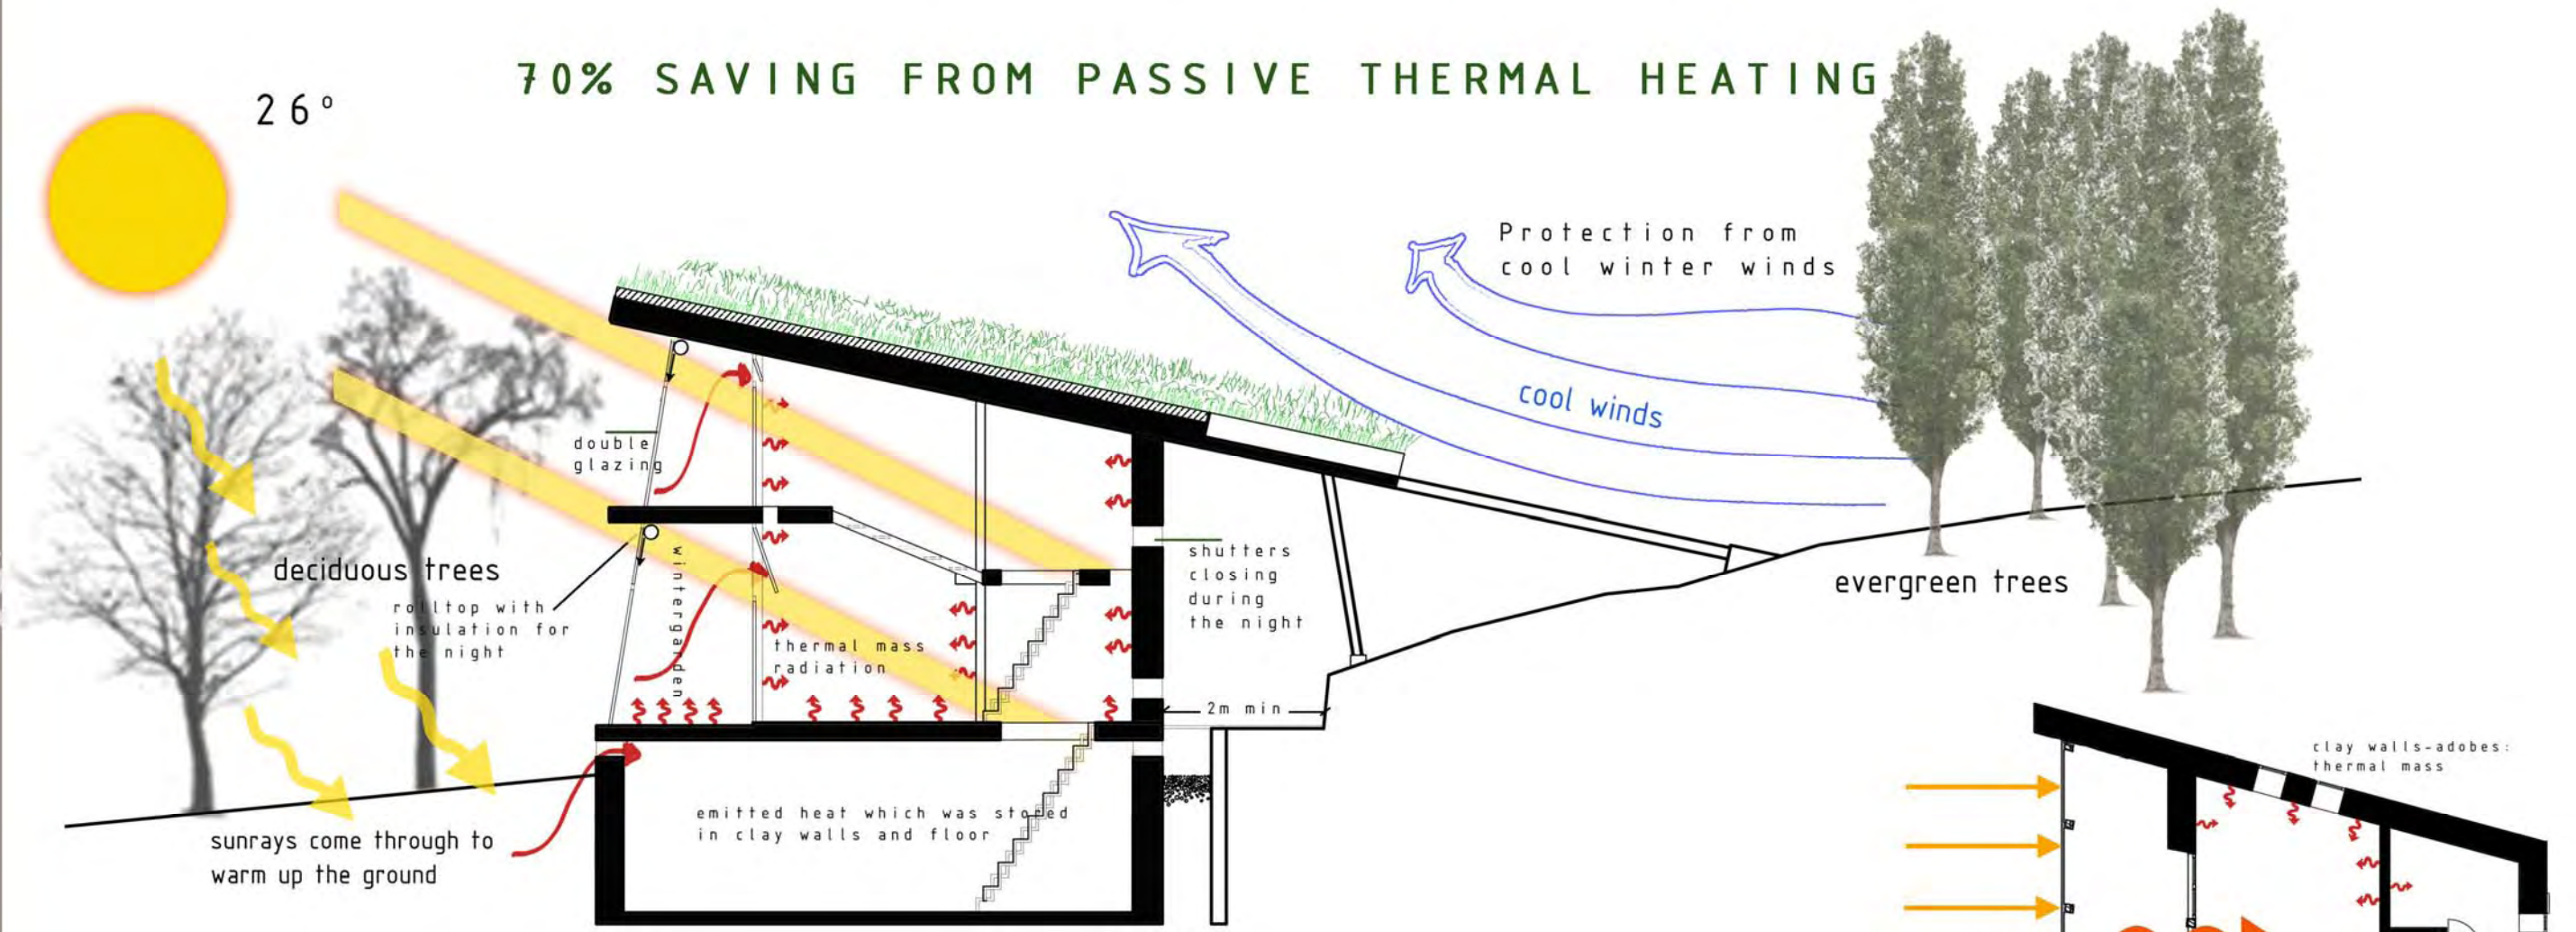 70% SAVING FROM PASSIVE THERMAL HEATING
26°
Protection from
cool winter winds
cool winds
double
glazing
deciduous trees
rolltop with
insulation for
the night
wintergarden
thermal mass
radiation
shutters
closing
during
the night
evergreen trees
2m min
clay walls-adobes:
thermal mass
emitted heat which was stored
in clay walls and floor
sunrays come through to
warm up the ground